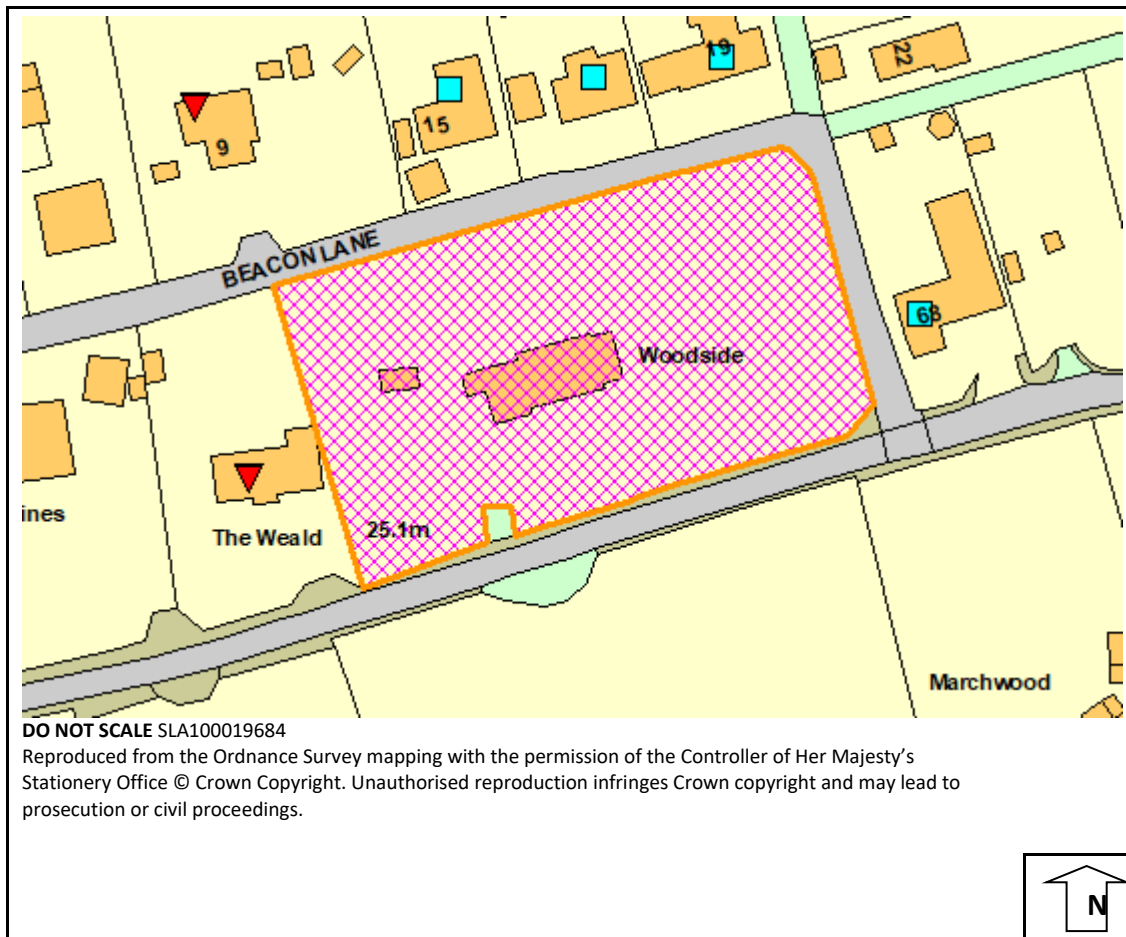 19
22
15
9
BEACON LANE
68
Woodside
ines
The Weald
25.1m
Marchwood
DO NOT SCALE SLA100019684
Reproduced from the Ordnance Survey mapping with the permission of the Controller of Her Majesty’s
Stationery Office © Crown Copyright. Unauthorised reproduction infringes Crown copyright and may lead to
prosecution or civil proceedings.
N